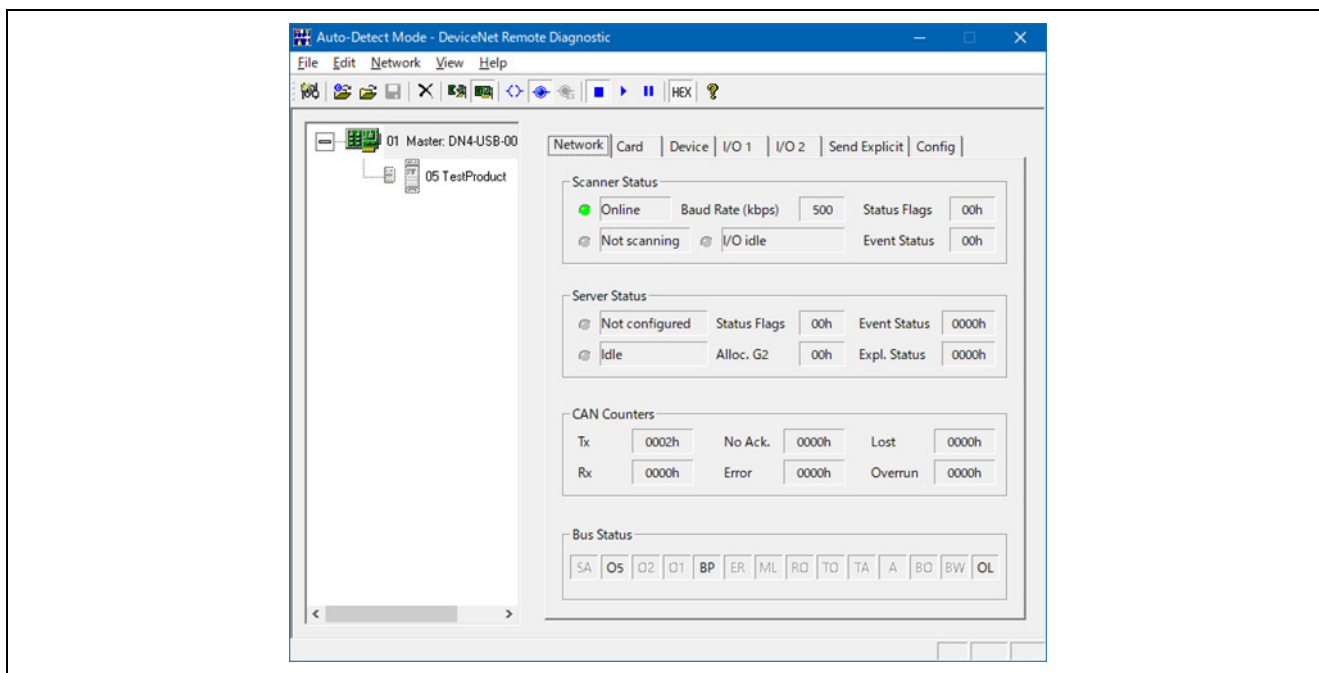 Auto-Detect Mode - DeviceNet Remote Diagnostic
File Edit Network View Help
HEX
01 Master: DN4-USB-00
05 TestProduct
Network Card Device I/O 1 I/O 2 Send Explicit Config
Scanner Status
Online Baud Rate (kbps) 500 Status Flags 00h
Not scanning I/O idle Event Status 00h
Server Status
Not configured Status Flags 00h Event Status 0000h
Idle Alloc. G2 00h Expl. Status 0000h
CAN Counters
Tx 0002h No Ack. 0000h Lost 0000h
Rx 0000h Error 0000h Overrun 0000h
Bus Status
SA O5 O2 O1 BP ER ML RO TO TA A BO BW OL